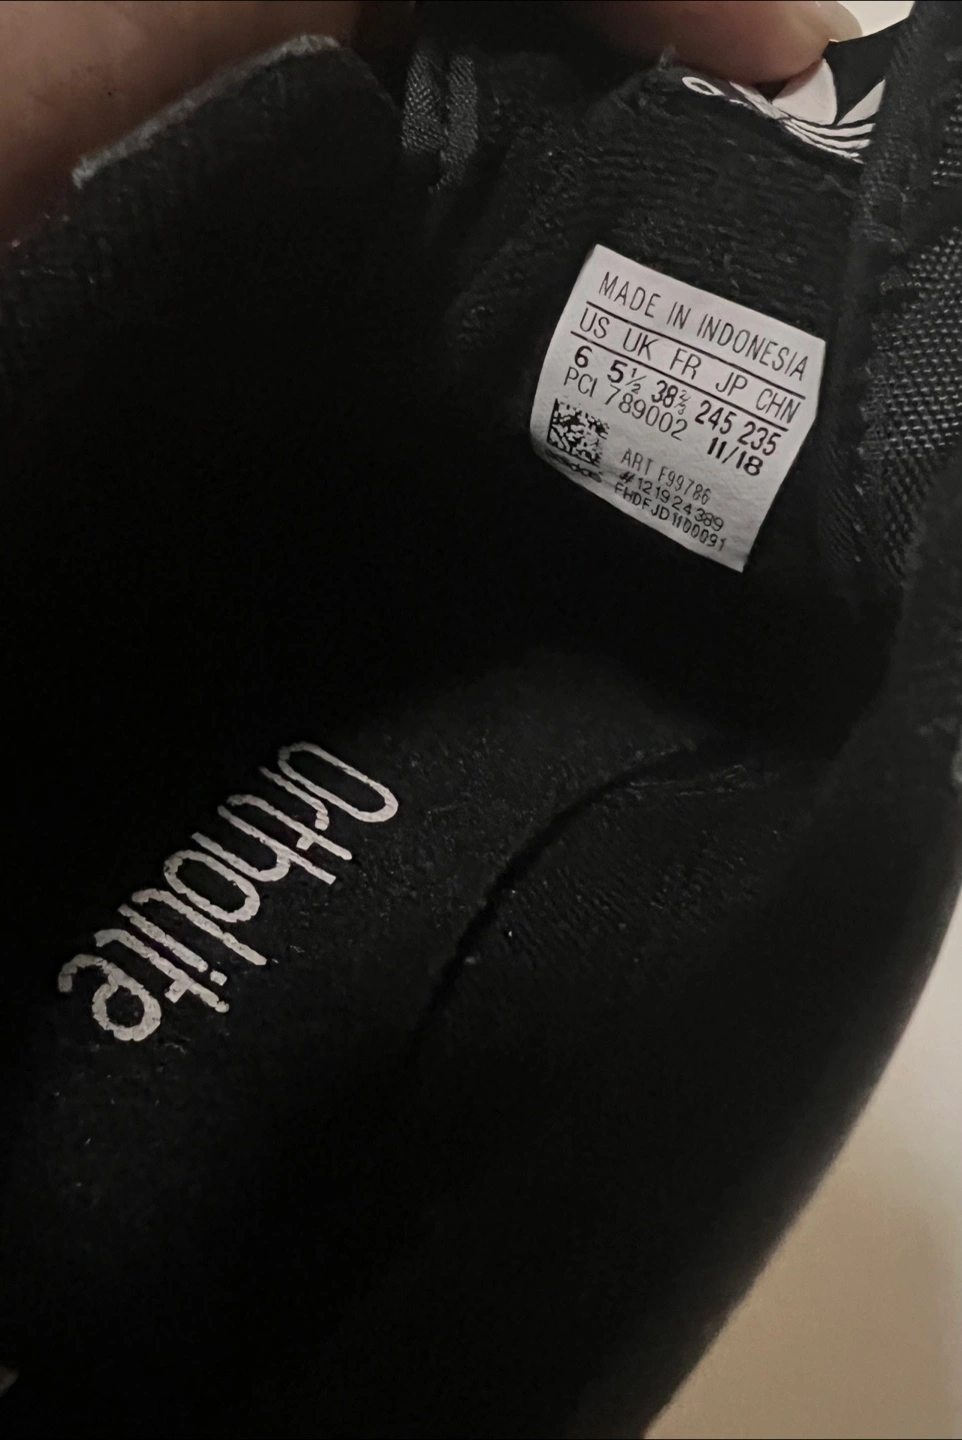 MADE IN INDONESIA
US UK FR JP CHN
6 5½ 38⅔ 245 235
PCI 789002 11/18
ART F99786
#121924389
adidas EHDFJD1100091
Ortholite